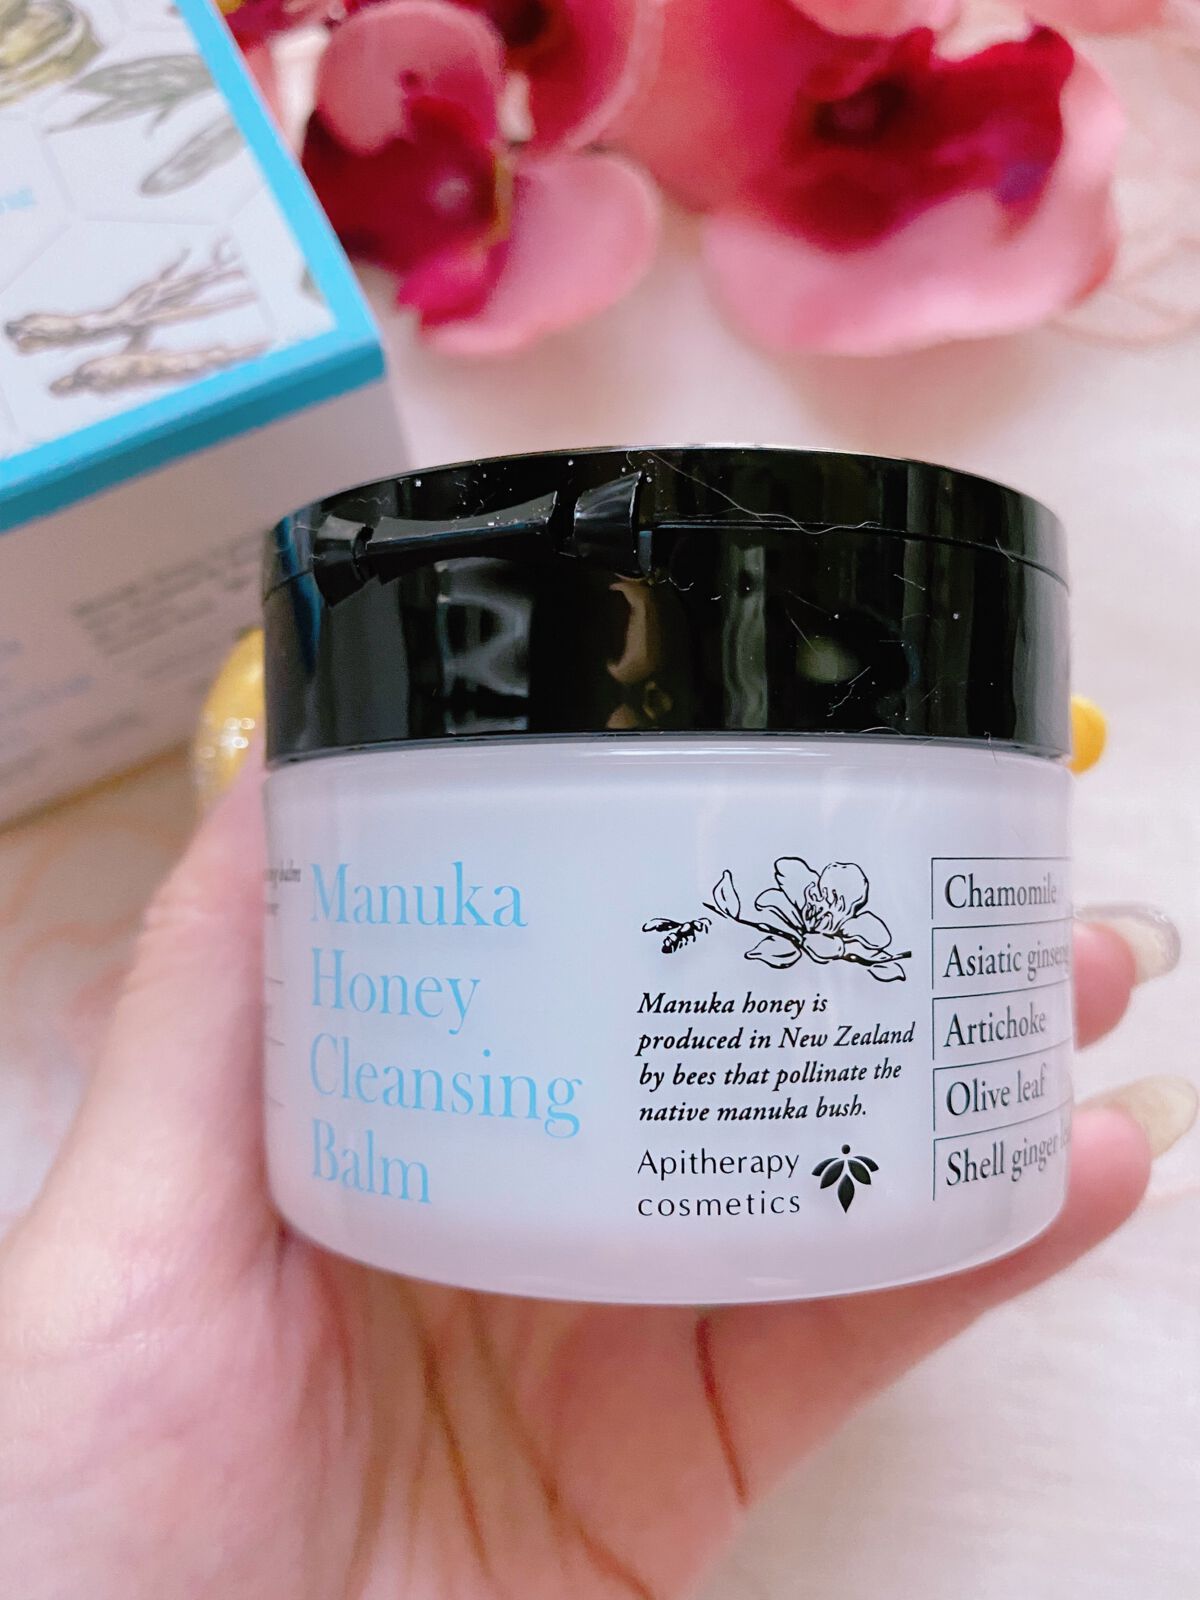 balm
Manuka
Honey
Cleansing
Balm
Manuka honey is
produced in New Zealand
by bees that pollinate the
native manuka bush.
Apitherapy
cosmetics
Chamomile
Asiatic ginseng
Artichoke
Olive leaf
Shell ginger